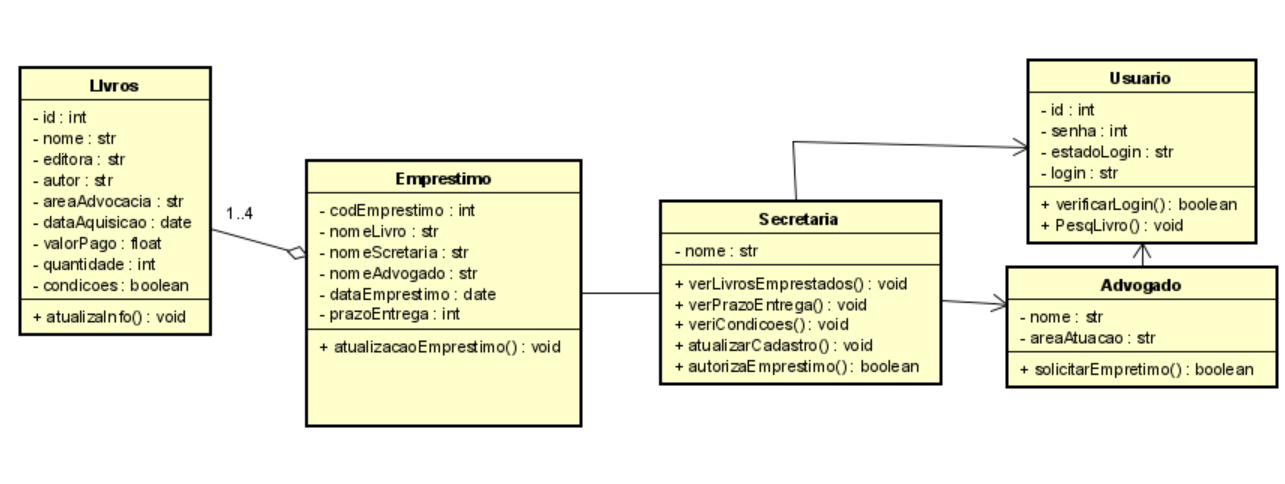 LIvros
- id : int
- nome : str
- editora : str
- autor : str
- areaAdvocacia : str
- dataAquisicao : date
- valorPago : float
- quantidade : int
- condicoes : boolean
+ atualizaInfo() : void
1..4
Emprestimo
- codEmprestimo : int
- nomeLivro : str
- nomeScretaria : str
- nomeAdvogado : str
- dataEmprestimo : date
- prazoEntrega : int
+ atualizacaoEmprestimo() : void
Secretaria
- nome : str
+ verLivrosEmprestados() : void
+ verPrazoEntrega() : void
+ veriCondicoes() : void
+ atualizarCadastro() : void
+ autorizaEmprestimo() : boolean
Usuario
- id : int
- senha : int
- estadoLogin : str
- login : str
+ verificarLogin() : boolean
+ PesqLivro() : void
Advogado
- nome : str
- areaAtuacao : str
+ solicitarEmpretimo() : boolean